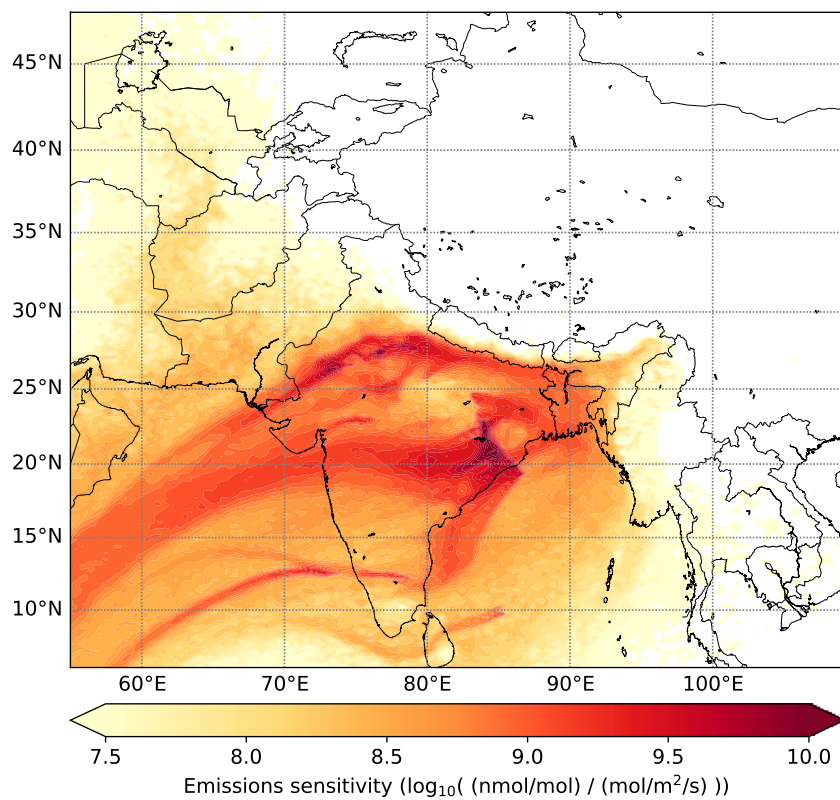 45°N
40°N
35°N
30°N
25°N
20°N
15°N
10°N
60°E 70°E 80°E 90°E 100°E
7.5 8.0 8.5 9.0 9.5 10.0
Emissions sensitivity (log₁₀( (nmol/mol) / (mol/m²/s) ))